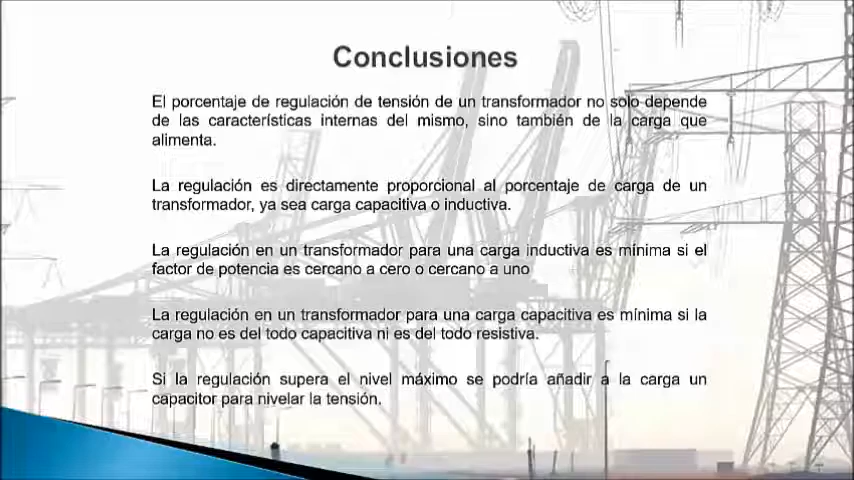 Conclusiones
El porcentaje de regulación de tensión de un transformador no solo depende
de las características internas del mismo, sino también de la carga que
alimenta.
La regulación es directamente proporcional al porcentaje de carga de un
transformador, ya sea carga capacitiva o inductiva.
La regulación en un transformador para una carga inductiva es mínima si el
factor de potencia es cercano a cero o cercano a uno
La regulación en un transformador para una carga capacitiva es mínima si la
carga no es del todo capacitiva ni es del todo resistiva.
Si la regulación supera el nivel máximo se podría añadir a la carga un
capacitor para nivelar la tensión.